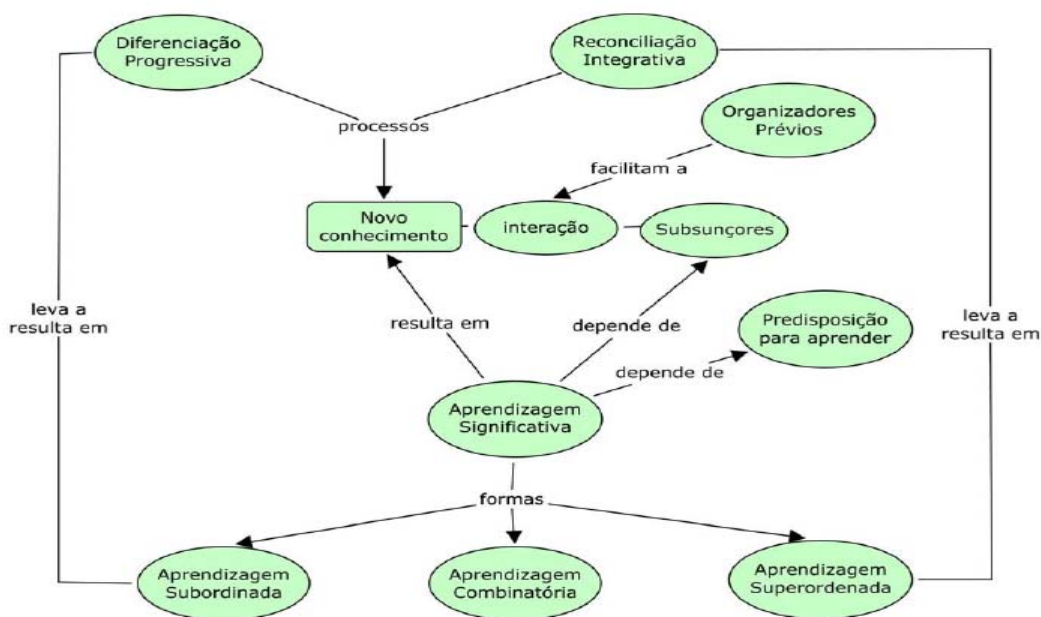 Diferenciação
Progressiva
Reconciliação
Integrativa
Organizadores
Prévios
processos
facilitam a
Novo
conhecimento
interação
Subsunçores
leva a
resulta em
resulta em
depende de
Predisposição
para aprender
leva a
resulta em
depende de
Aprendizagem
Significativa
formas
Aprendizagem
Subordinada
Aprendizagem
Combinatória
Aprendizagem
Superordenada